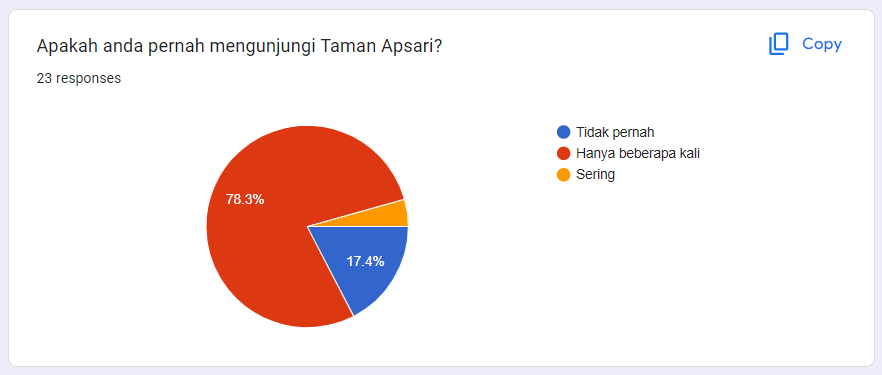 Apakah anda pernah mengunjungi Taman Apsari?
Copy
23 responses
Tidak pernah
Hanya beberapa kali
Sering
78.3%
17.4%